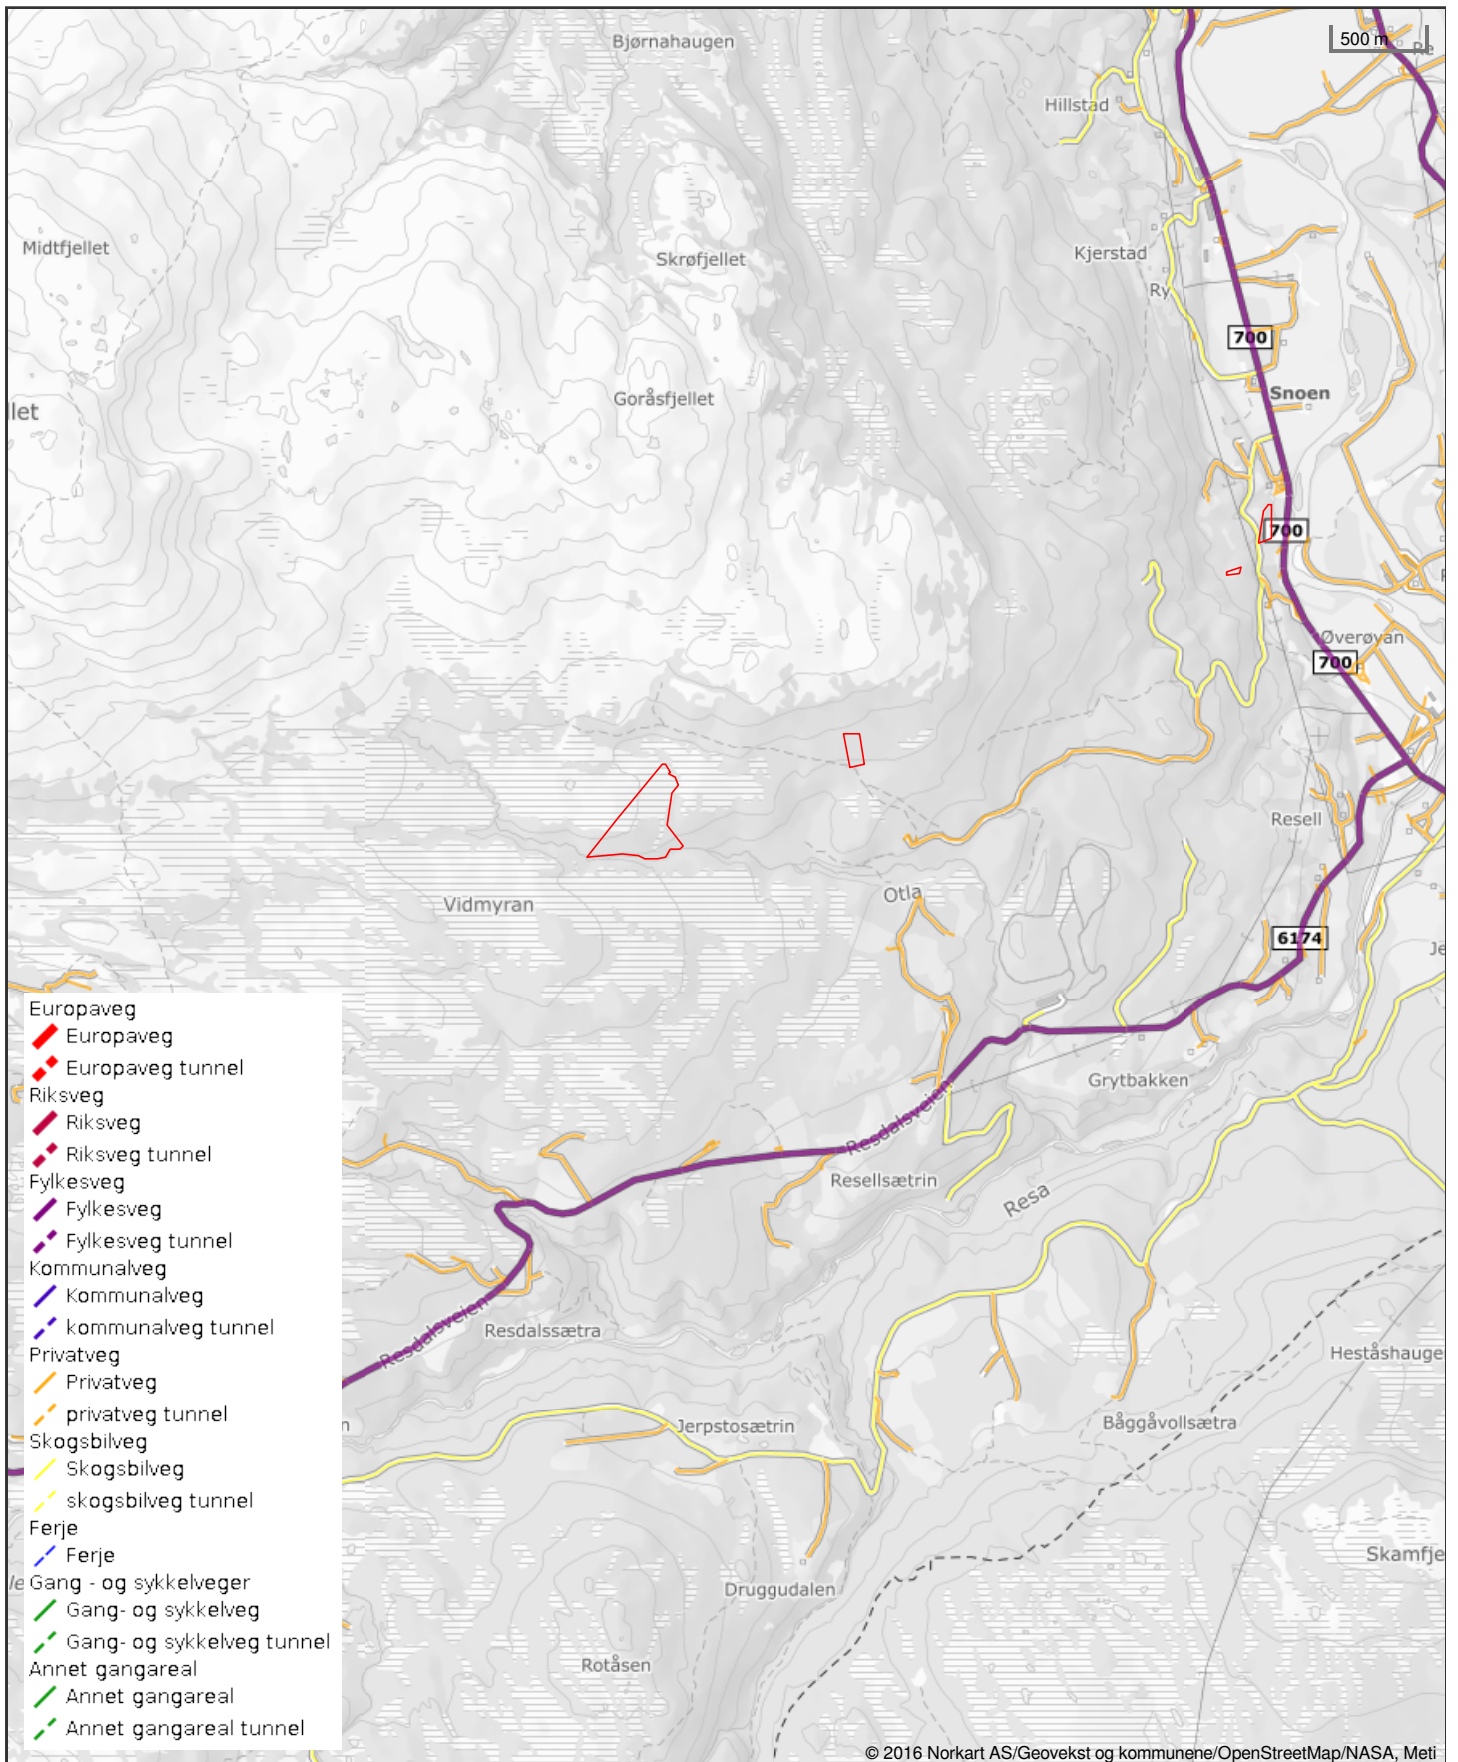 Bjørnahaugen
500 m
Re
Hillstad
Midtfjellet
Skrøfjellet
Kjerstad
Ry
700
Goråsfjellet
Snoen
llet
700
Øverøyan
700
Resell
Otla
Vidmyran
6174
Je
Grytbakken
Resdalsveien
Resellsætrin
Resa
Resdalsveien
Resdalssætra
Heståshauge
n
Jerpstosætrin
Båggåvollsætra
Skamfje
Druggudalen
Rotåsen
Europaveg
Europaveg
Europaveg tunnel
Riksveg
Riksveg
Riksveg tunnel
Fylkesveg
Fylkesveg
Fylkesveg tunnel
Kommunalveg
Kommunalveg
kommunalveg tunnel
Privatveg
Privatveg
privatveg tunnel
Skogsbilveg
Skogsbilveg
skogsbilveg tunnel
Ferje
Ferje
Gang - og sykkelveger
Gang- og sykkelveg
Gang- og sykkelveg tunnel
Annet gangareal
Annet gangareal
Annet gangareal tunnel
© 2016 Norkart AS/Geovekst og kommunene/OpenStreetMap/NASA, Meti